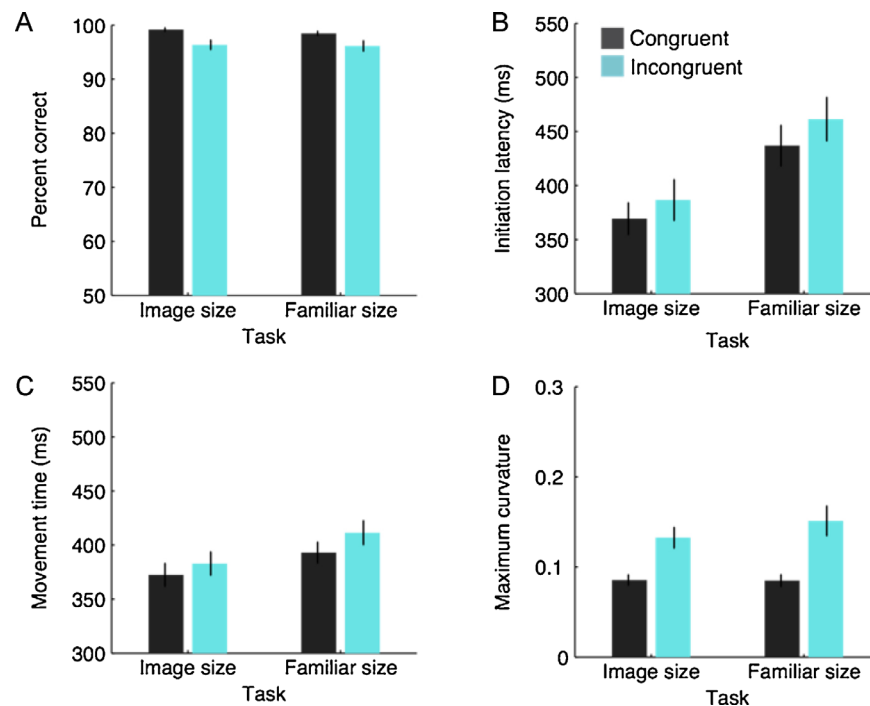 A
Percent correct
100
90
80
70
60
50
Image size
Familiar size
Task
B
Initiation latency (ms)
550
500
450
400
350
300
Congruent
Incongruent
Image size
Familiar size
Task
C
Movement time (ms)
550
500
450
400
350
300
Image size
Familiar size
Task
D
Maximum curvature
0.3
0.2
0.1
0
Image size
Familiar size
Task